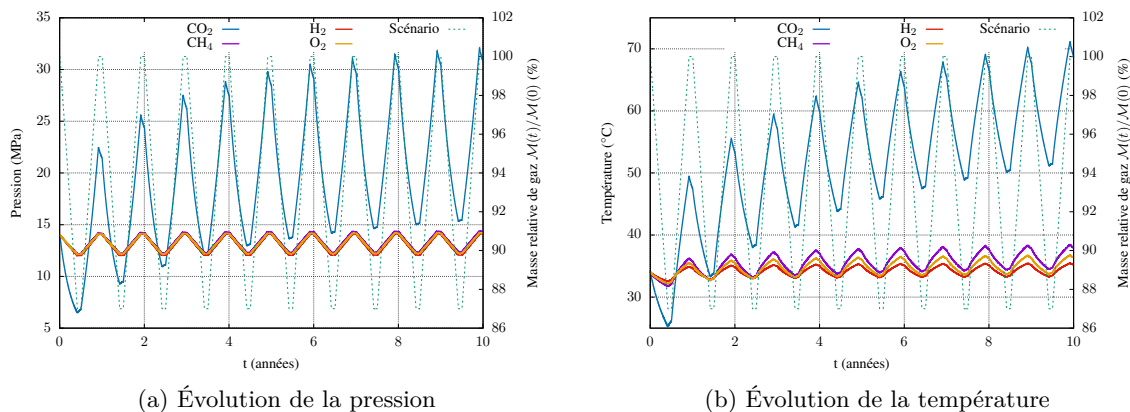 CO₂
CH₄
H₂
O₂
Scénario
35
30
25
20
15
10
5
Pression (MPa)
0
2
4
6
8
10
t (années)
102
100
98
96
94
92
90
88
86
Masse relative de gaz ℳ(t)/ℳ(0) (%)
(a) Évolution de la pression
CO₂
CH₄
H₂
O₂
Scénario
70
60
50
40
30
Température (°C)
0
2
4
6
8
10
t (années)
102
100
98
96
94
92
90
88
86
Masse relative de gaz ℳ(t)/ℳ(0) (%)
(b) Évolution de la température